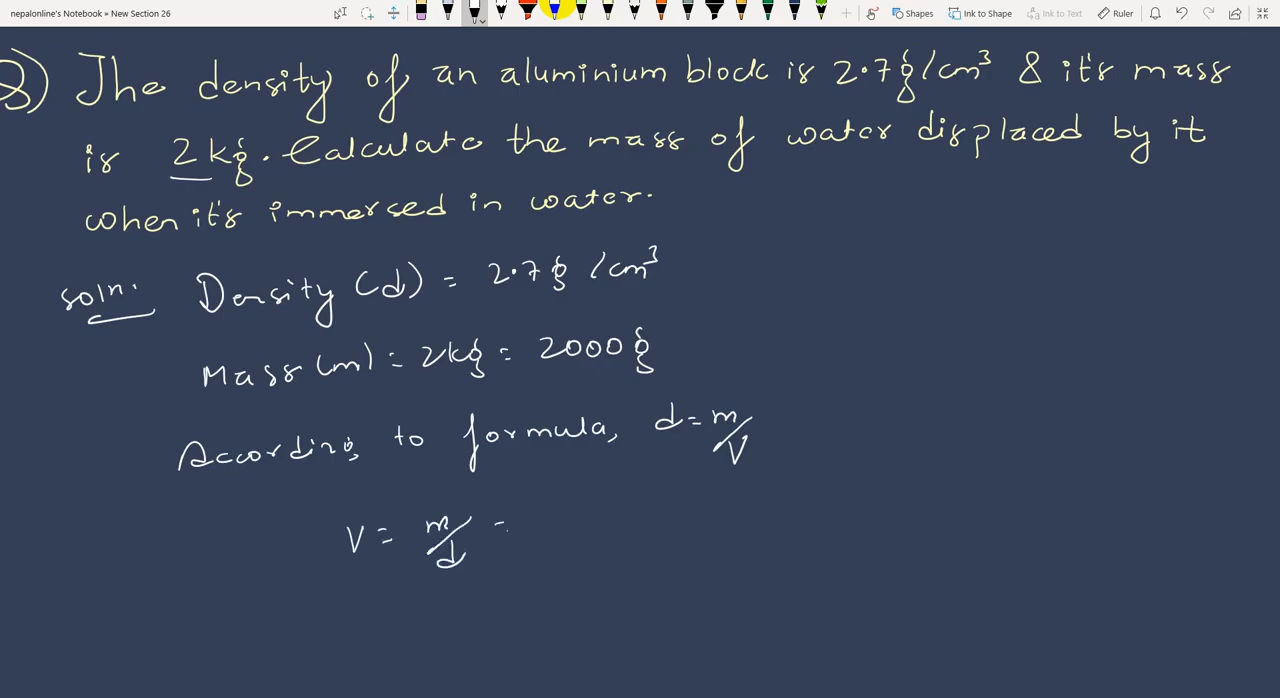 nepalonline's Notebook » New Section 26
Shapes Ink to Shape Ink to Text Ruler
Q) The density of an aluminium block is 2.7g/cm³ & it's mass
is 2kg. Calculate the mass of water displaced by it
when it's immersed in water.
soln. Density (d) = 2.7g /cm³
Mass (m) = 2kg = 2000g
According to formula, d = m/V
V = m/d =